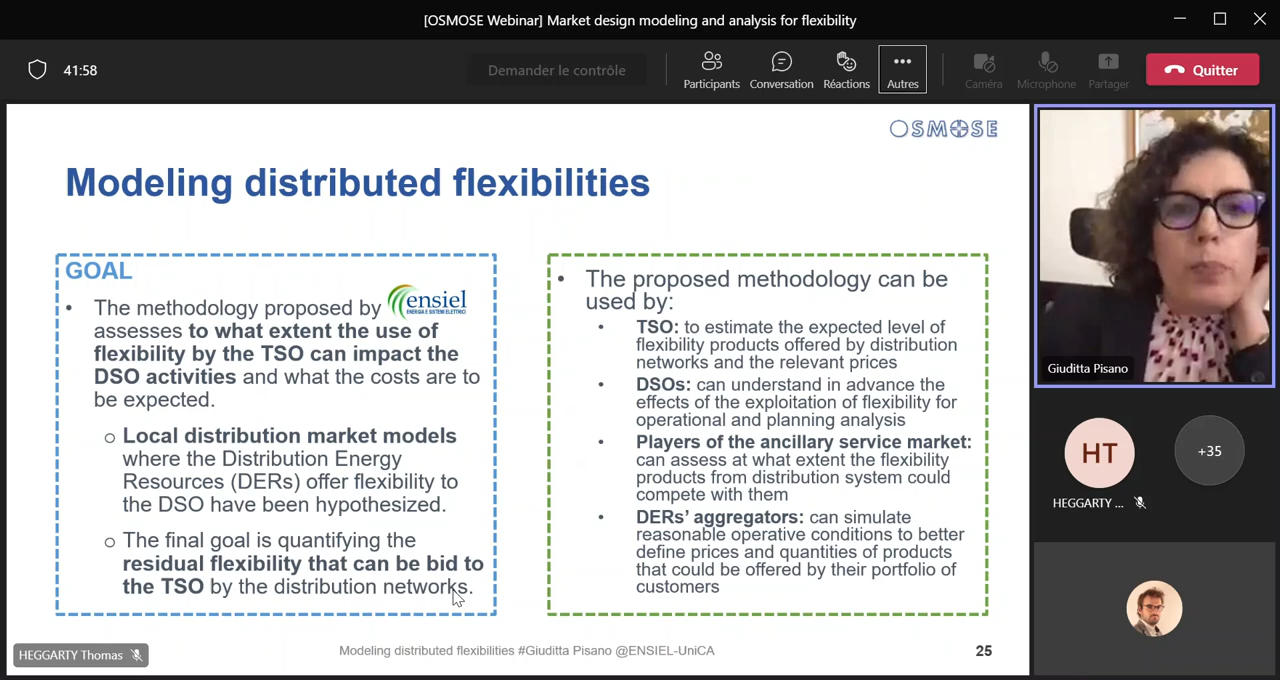 [OSMOSE Webinar] Market design modeling and analysis for flexibility
41:58
Demander le contrôle
Participants
Conversation
Réactions
Autres
Caméra
Microphone
Partager
Quitter
OSMOSE
Modeling distributed flexibilities
GOAL
• The methodology proposed by ensiel
ENERGIA E SISTEMI ELETTRICI
assesses to what extent the use of
flexibility by the TSO can impact the
DSO activities and what the costs are to
be expected.
o Local distribution market models
where the Distribution Energy
Resources (DERs) offer flexibility to
the DSO have been hypothesized.
o The final goal is quantifying the
residual flexibility that can be bid to
the TSO by the distribution networks.
• The proposed methodology can be
used by:
• TSO: to estimate the expected level of
flexibility products offered by distribution
networks and the relevant prices
• DSOs: can understand in advance the
effects of the exploitation of flexibility for
operational and planning analysis
• Players of the ancillary service market:
can assess at what extent the flexibility
products from distribution system could
compete with them
• DERs' aggregators: can simulate
reasonable operative conditions to better
define prices and quantities of products
that could be offered by their portfolio of
customers
Modeling distributed flexibilities #Giuditta Pisano @ENSIEL-UniCA
25
HEGGARTY Thomas
Giuditta Pisano
HT
HEGGARTY ...
+35